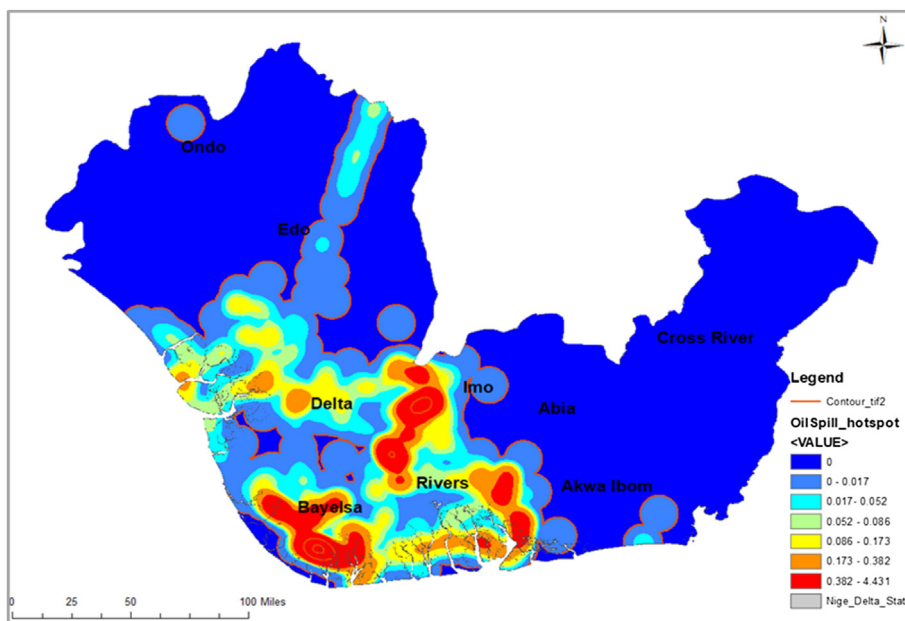 N
Ondo
Edo
Cross River
Imo
Delta
Abia
Rivers
Akwa Ibom
Bayelsa
Legend
Contour_tif2
OilSpill_hotspot
<VALUE>
0
0 - 0.017
0.017 - 0.052
0.052 - 0.086
0.086 - 0.173
0.173 - 0.382
0.382 - 4.431
Nige_Delta_Stat
0 25 50 100 Miles